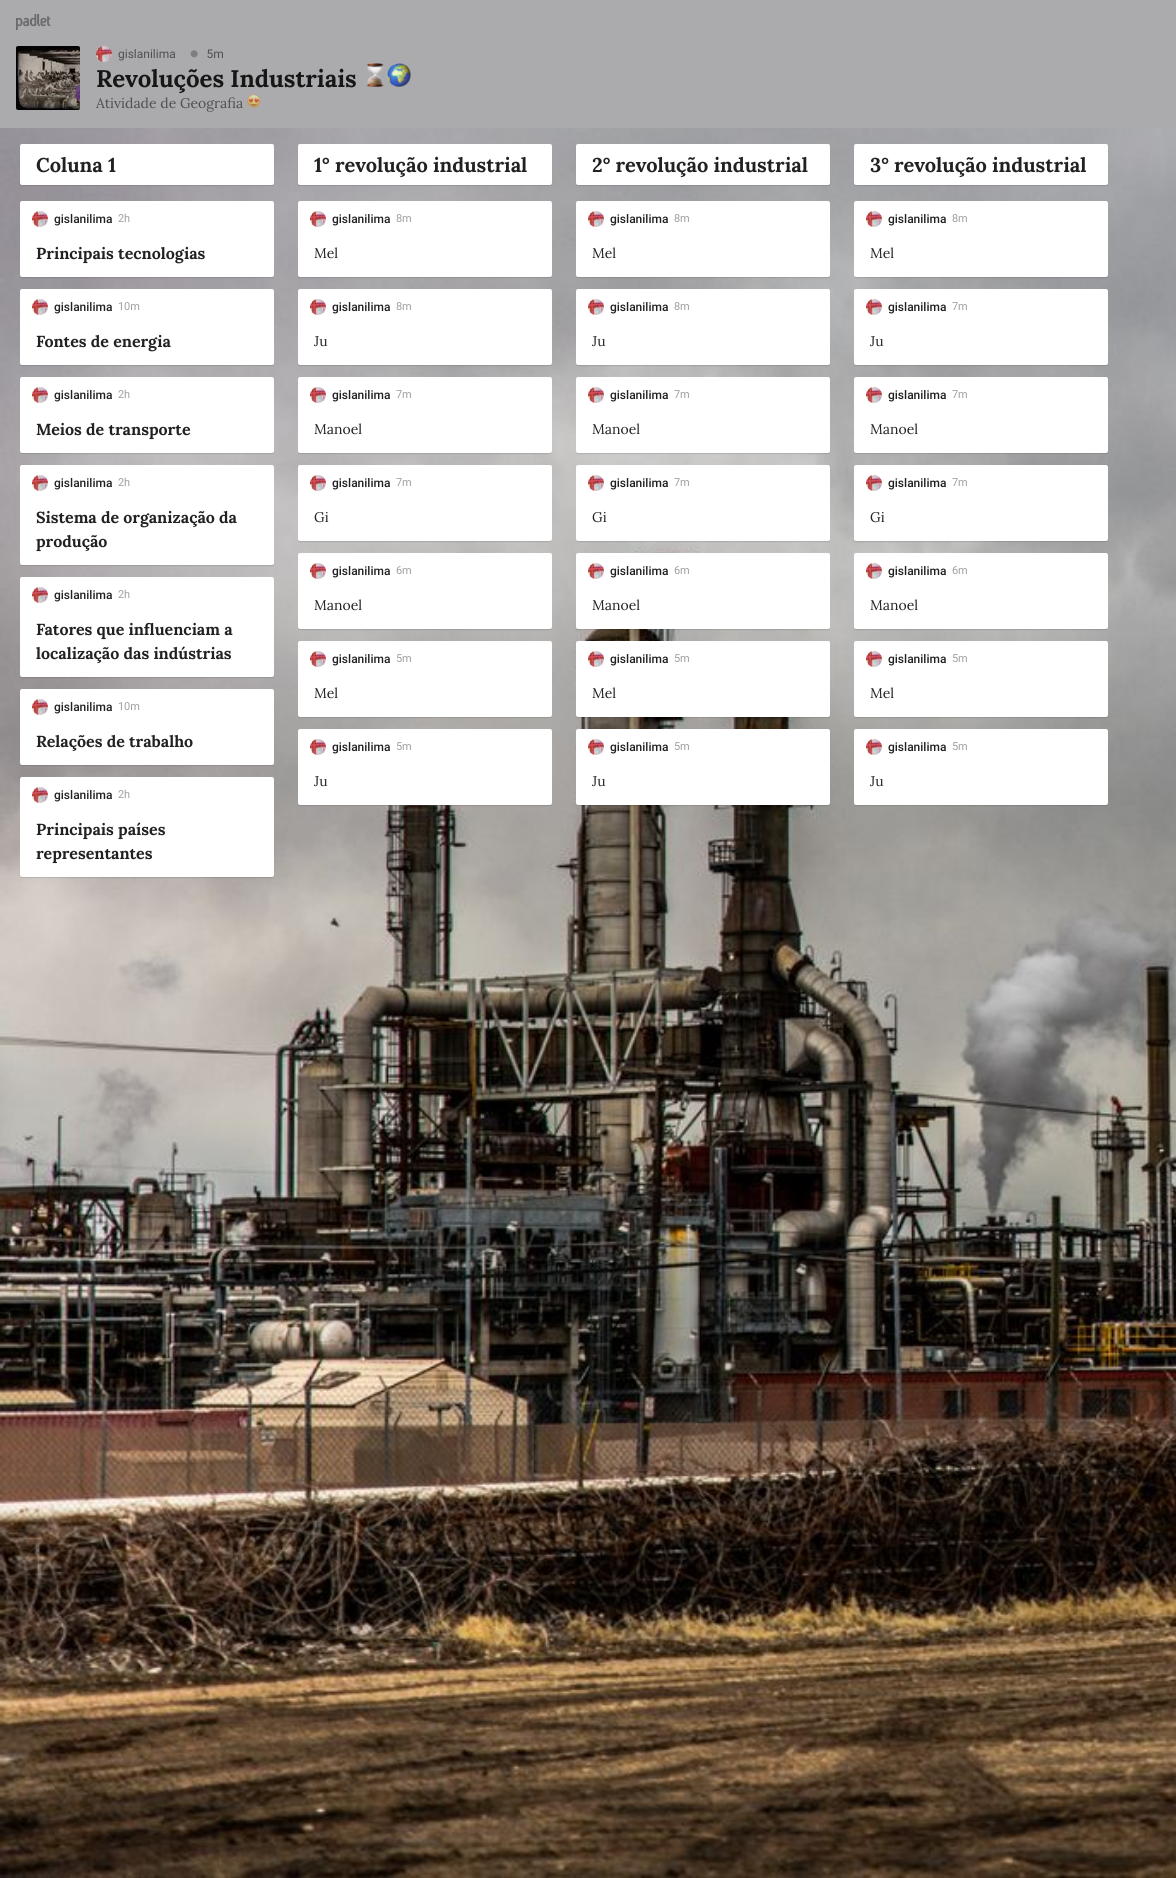 padlet
gislanilima 5m
Revoluções Industriais ⌛🌍
Atividade de Geografia 😍
Coluna 1
gislanilima 2h
Principais tecnologias
gislanilima 10m
Fontes de energia
gislanilima 2h
Meios de transporte
gislanilima 2h
Sistema de organização da
produção
gislanilima 2h
Fatores que influenciam a
localização das indústrias
gislanilima 10m
Relações de trabalho
gislanilima 2h
Principais países
representantes
1° revolução industrial
gislanilima 8m
Mel
gislanilima 8m
Ju
gislanilima 7m
Manoel
gislanilima 7m
Gi
gislanilima 6m
Manoel
gislanilima 5m
Mel
gislanilima 5m
Ju
2° revolução industrial
gislanilima 8m
Mel
gislanilima 8m
Ju
gislanilima 7m
Manoel
gislanilima 7m
Gi
gislanilima 6m
Manoel
gislanilima 5m
Mel
gislanilima 5m
Ju
3° revolução industrial
gislanilima 8m
Mel
gislanilima 7m
Ju
gislanilima 7m
Manoel
gislanilima 7m
Gi
gislanilima 6m
Manoel
gislanilima 5m
Mel
gislanilima 5m
Ju